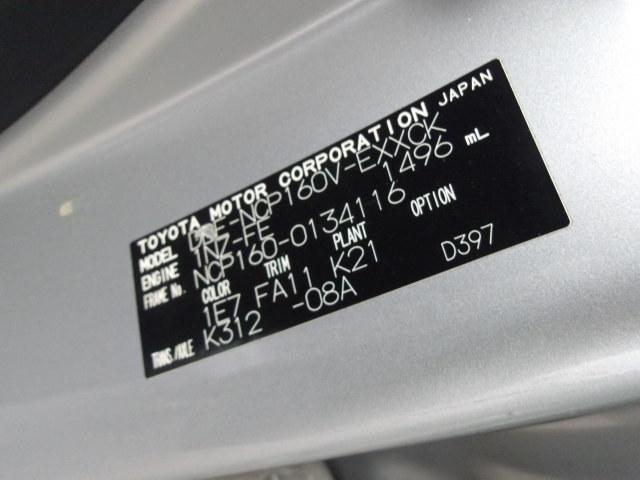 TOYOTA MOTOR CORPORATION JAPAN
MODEL DBE-NCP160V-EXXCK
ENGINE 1NZ-FE 1496 mL
FRAME No. NCP160-0134116
COLOR TRIM PLANT OPTION
1E7 FA11 K21
TRANS./AXLE K312 -08A D397